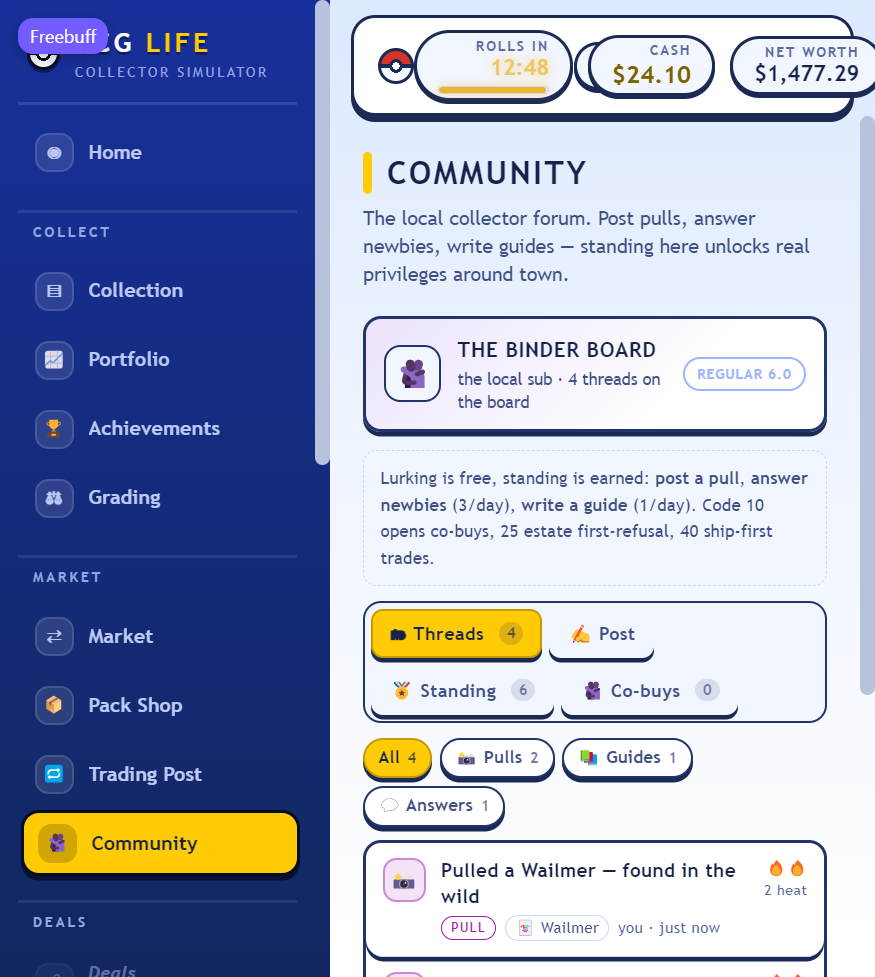 Freebuff
CG LIFE
COLLECTOR SIMULATOR
Home
COLLECT
Collection
Portfolio
Achievements
Grading
MARKET
Market
Pack Shop
Trading Post
Community
DEALS
Deals
ROLLS IN
12:48
CASH
$24.10
NET WORTH
$1,477.29
COMMUNITY
The local collector forum. Post pulls, answer
newbies, write guides — standing here unlocks real
privileges around town.
THE BINDER BOARD
the local sub · 4 threads on
the board
REGULAR 6.0
Lurking is free, standing is earned: post a pull, answer
newbies (3/day), write a guide (1/day). Code 10
opens co-buys, 25 estate first-refusal, 40 ship-first
trades.
Threads 4
Post
Standing 6
Co-buys 0
All 4
Pulls 2
Guides 1
Answers 1
Pulled a Wailmer — found in the
wild
2 heat
PULL
Wailmer
you · just now